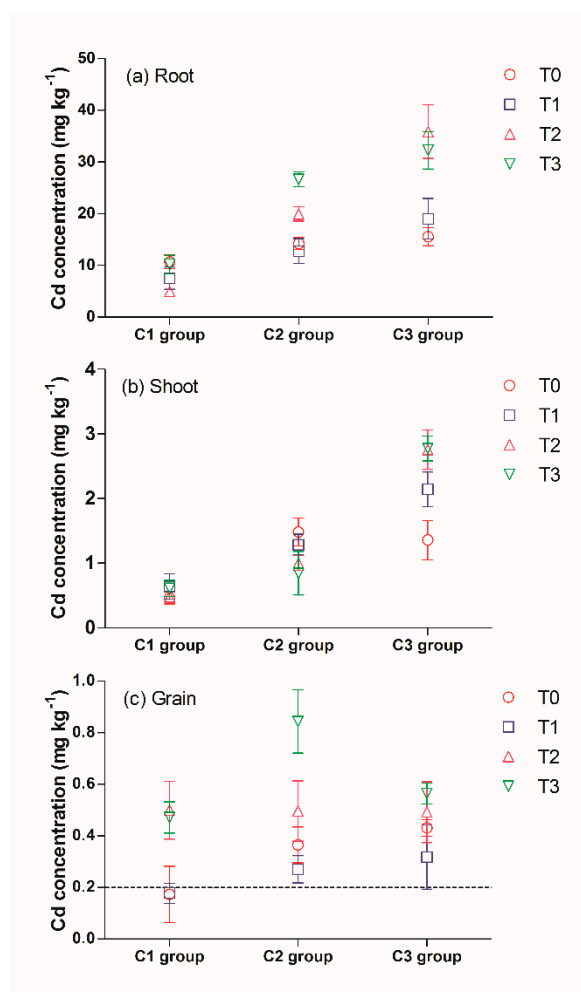 (a) Root
Cd concentration (mg kg⁻¹)
50
40
30
20
10
0
C1 group C2 group C3 group
T0
T1
T2
T3
(b) Shoot
Cd concentration (mg kg⁻¹)
4
3
2
1
0
C1 group C2 group C3 group
T0
T1
T2
T3
(c) Grain
Cd concentration (mg kg⁻¹)
1.0
0.8
0.6
0.4
0.2
0.0
C1 group C2 group C3 group
T0
T1
T2
T3